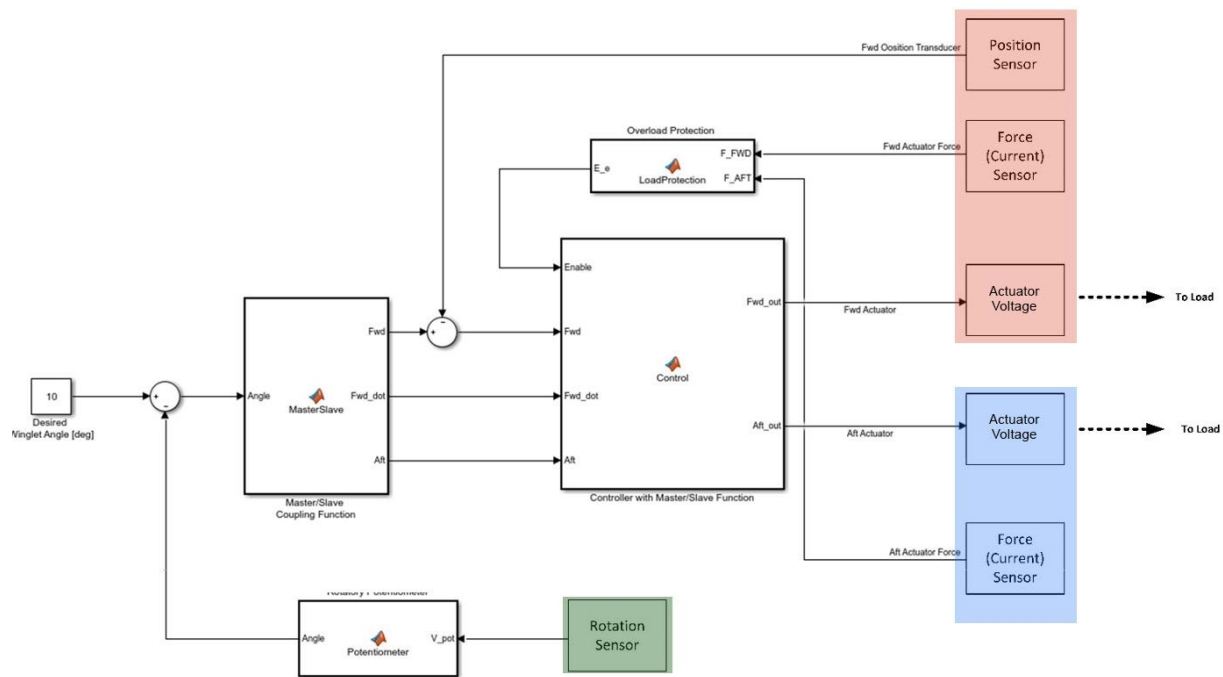 Fwd Oosition Transducer
Position
Sensor
Overload Protection
F_FWD
E_e
LoadProtection
F_AFT
Fwd Actuator Force
Force
(Current)
Sensor
Enable
Fwd_out
Fwd Actuator
Actuator
Voltage
To Load
Fwd
Fwd
-
+
Control
10
Desired
Winglet Angle [deg]
+
-
Angle
MasterSlave
Fwd_dot
Fwd_dot
Aft
Aft
Aft_out
Aft Actuator
Actuator
Voltage
To Load
Master/Slave
Coupling Function
Controller with Master/Slave Function
Aft Actuator Force
Force
(Current)
Sensor
Rotatory Potentiometer
Angle
V_pot
Potentiometer
Rotation
Sensor